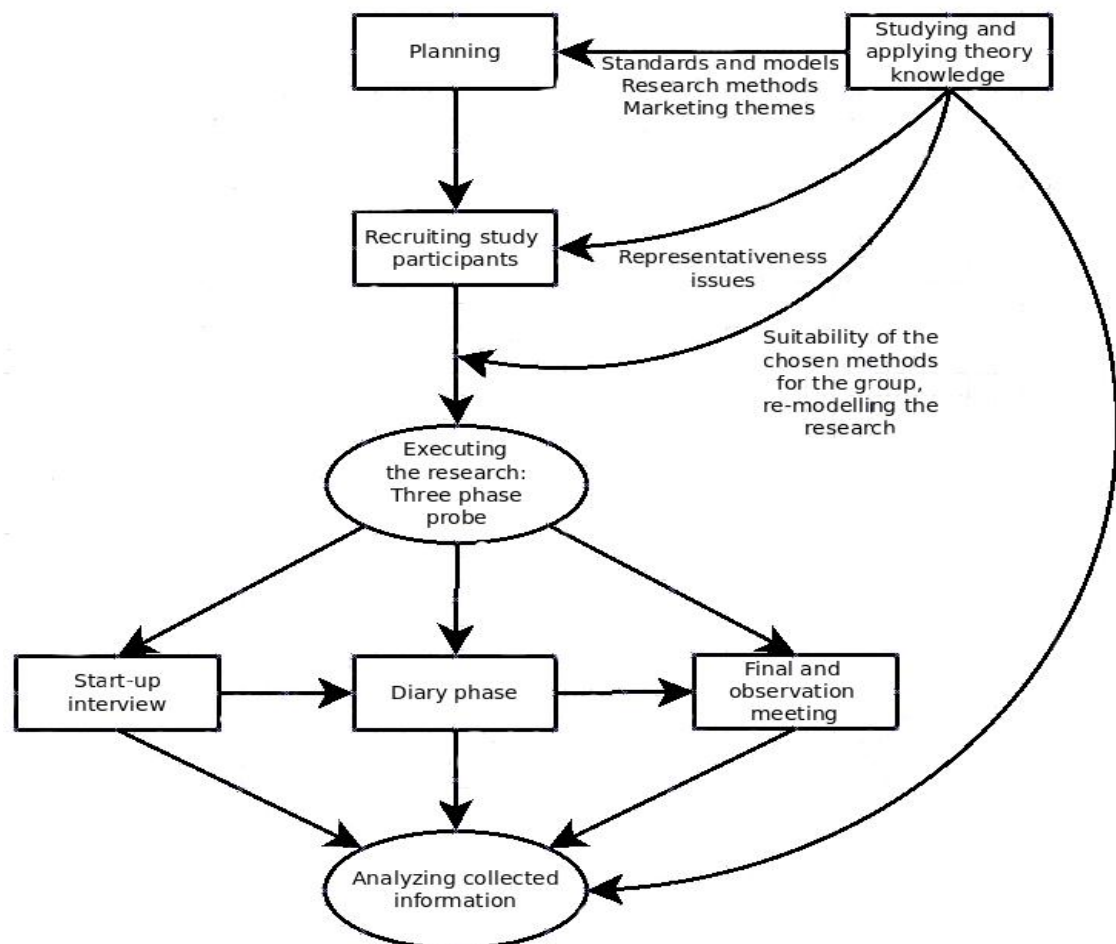 Planning
Studying and
applying theory
knowledge
Standards and models
Research methods
Marketing themes
Recruiting study
participants
Representativeness
issues
Suitability of the
chosen methods
for the group,
re-modelling the
research
Executing
the research:
Three phase
probe
Start-up
interview
Diary phase
Final and
observation
meeting
Analyzing collected
information